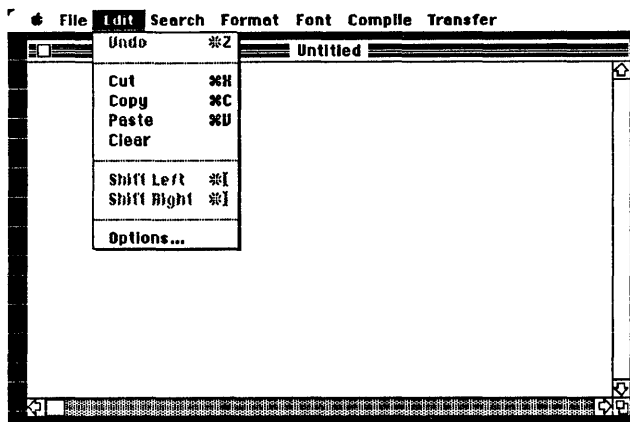 File Edit Search Format Font Compile Transfer
Untitled
Undo ⌘Z
Cut ⌘X
Copy ⌘C
Paste ⌘V
Clear
Shift Left ⌘[
Shift Right ⌘]
Options...